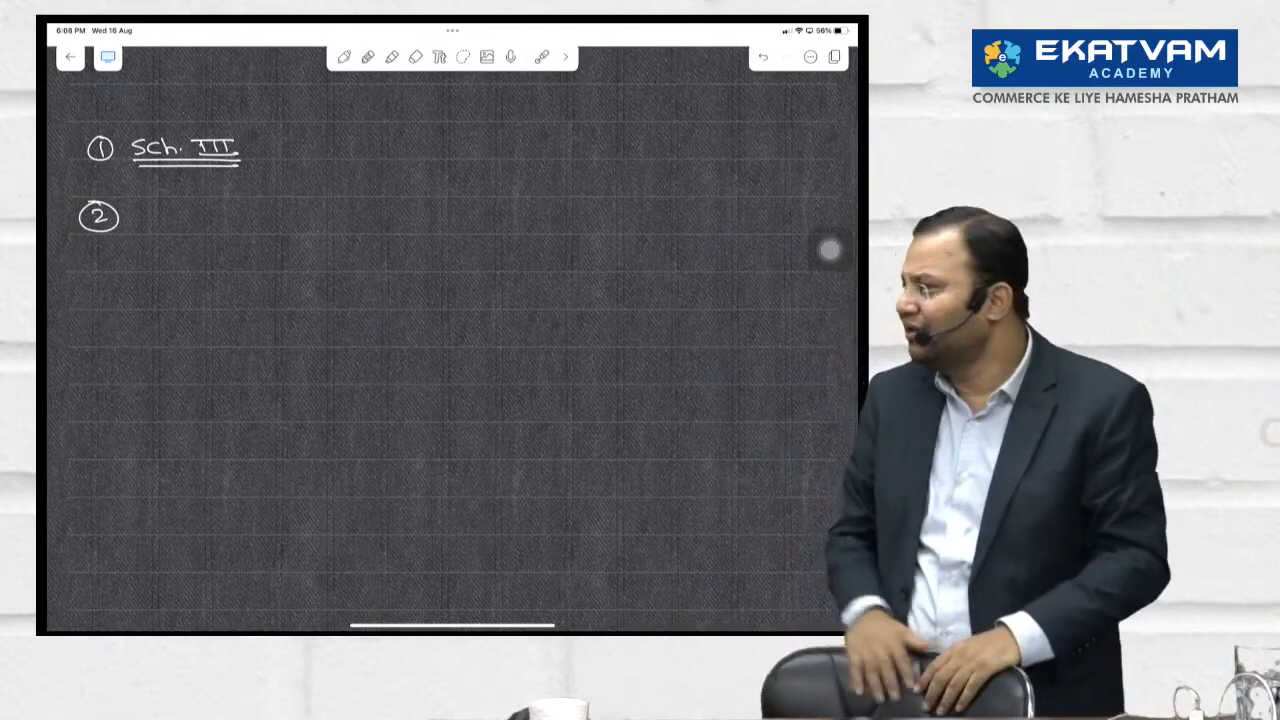 6:08 PM Wed 16 Aug
56%
EKATVAM
ACADEMY
COMMERCE KE LIYE HAMESHA PRATHAM
① Sch. III
②